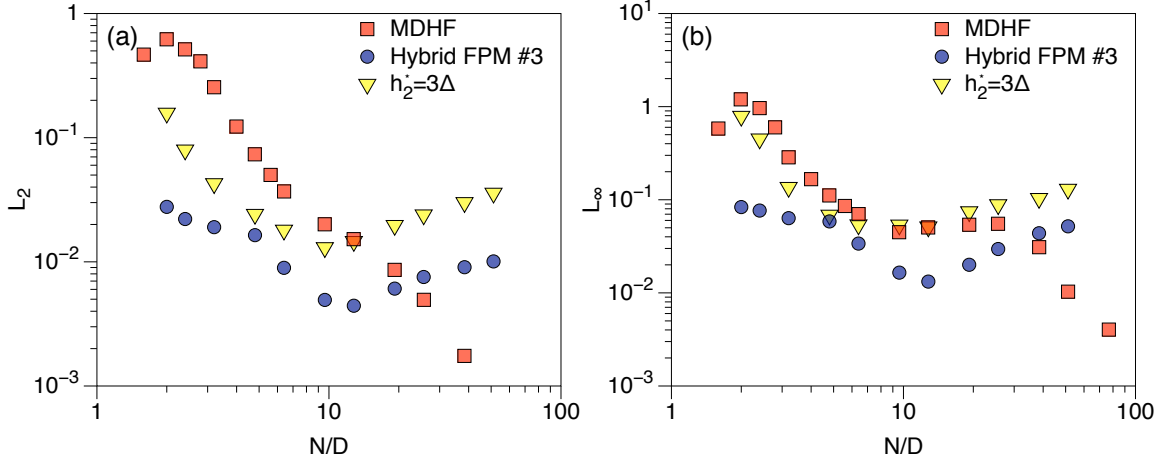 (a)
MDHF
Hybrid FPM #3
h₂*=3Δ
L₂
1
10⁻¹
10⁻²
10⁻³
1
10
100
N/D
(b)
MDHF
Hybrid FPM #3
h₂*=3Δ
L∞
10¹
1
10⁻¹
10⁻²
10⁻³
1
10
100
N/D